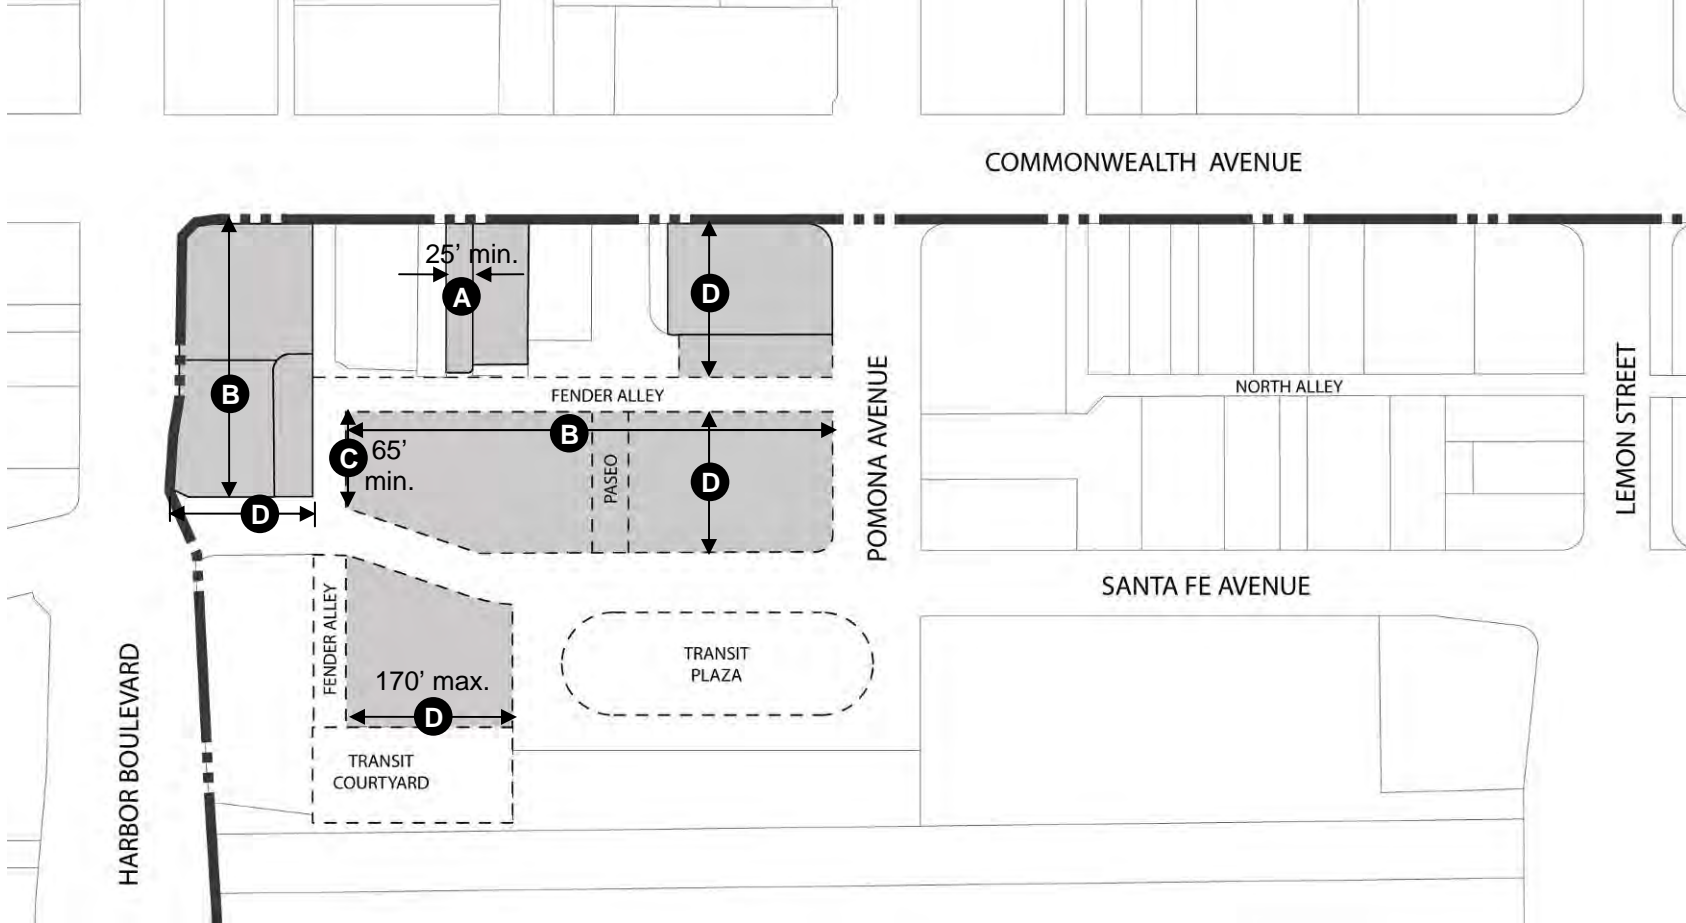 COMMONWEALTH AVENUE
25' min.
A
D
B
FENDER ALLEY
NORTH ALLEY
B
C
65'
min.
PASEO
D
D
POMONA AVENUE
LEMON STREET
SANTA FE AVENUE
FENDER ALLEY
170' max.
D
TRANSIT
PLAZA
TRANSIT
COURTYARD
HARBOR BOULEVARD